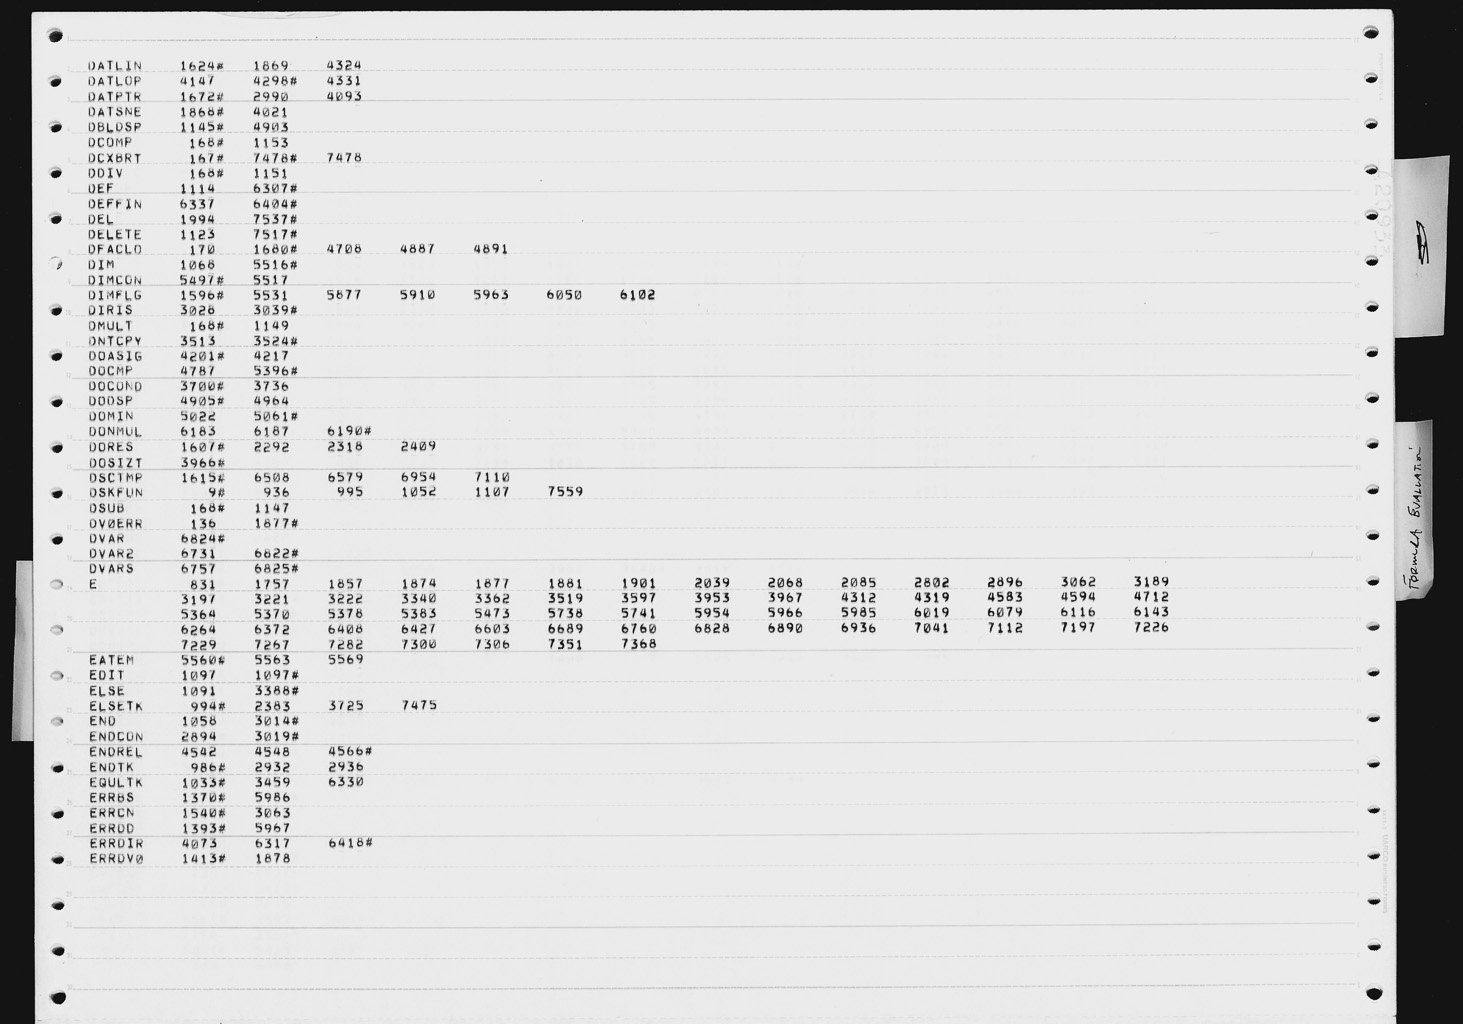 DATLIN 1624# 1869 4324
DATLOP 4147 4298# 4331
DATPTR 1672# 2990 4093
DATSNE 1868# 4021
DBLDSP 1145# 4903
DCOMP 168# 1153
DCXBRT 167# 7478# 7478
DDIV 168# 1151
DEF 1114 6307#
DEFFIN 6337 6404#
DEL 1994 7537#
DELETE 1123 7517#
DFACLO 170 1680# 4708 4887 4891
DIM 1068 5516#
DIMCON 5497# 5517
DIMFLG 1596# 5531 5877 5910 5963 6050 6102
DIRIS 3028 3039#
DMULT 168# 1149
DNTCPY 3513 3524#
DOASIG 4201# 4217
DOCMP 4787 5396#
DOCOND 3700# 3736
DODSP 4905# 4964
DOMIN 5022 5061#
DONMUL 6183 6187 6190#
DORES 1607# 2292 2318 2409
DOSIZT 3966#
DSCTMP 1615# 6508 6579 6954 7110
DSKFUN 9# 936 995 1052 1107 7559
DSUB 168# 1147
DV0ERR 136 1877#
DVAR 6824#
DVAR2 6731 6822#
DVARS 6757 6825#
E 831 1757 1857 1874 1877 1881 1901 2039 2068 2085 2802 2896 3062 3189
3197 3221 3222 3340 3362 3519 3597 3953 3967 4312 4319 4583 4594 4712
5364 5370 5378 5383 5473 5738 5741 5954 5966 5985 6019 6079 6116 6143
6264 6372 6408 6427 6603 6689 6760 6828 6890 6936 7041 7112 7197 7226
7229 7267 7282 7300 7306 7351 7368
EATEM 5560# 5563 5569
EDIT 1097 1097#
ELSE 1091 3388#
ELSETK 994# 2383 3725 7475
END 1058 3014#
ENDCON 2894 3019#
ENDREL 4542 4548 4566#
ENDTK 986# 2932 2936
EQULTK 1033# 3459 6330
ERRBS 1370# 5986
ERRCN 1540# 3063
ERRDD 1393# 5967
ERRDIR 4073 6317 6418#
ERRDV0 1413# 1878
FORMULA EVALUATION